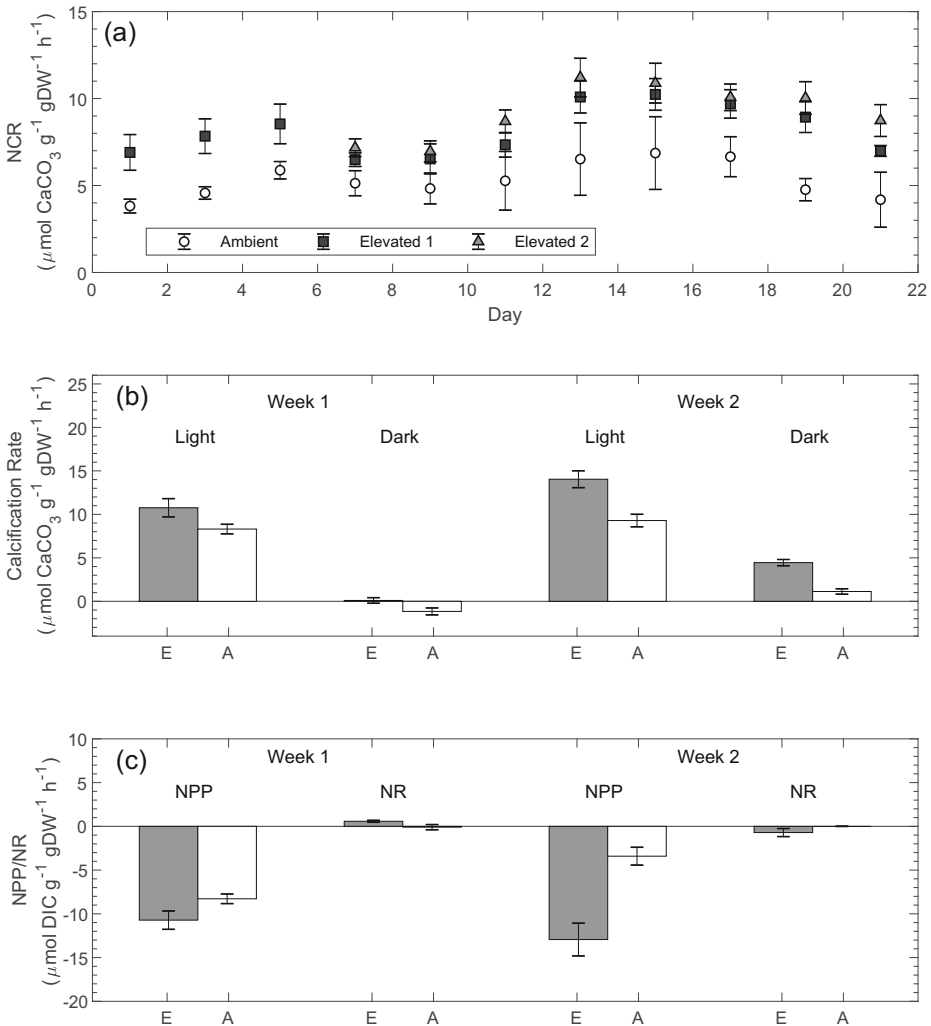 (a)
15
10
5
0
NCR
(μmol CaCO₃ g⁻¹ gDW⁻¹ h⁻¹)
Ambient Elevated 1 Elevated 2
0 2 4 6 8 10 12 14 16 18 20 22
Day
(b)
25
20
15
10
5
0
Calcification Rate
(μmol CaCO₃ g⁻¹ gDW⁻¹ h⁻¹)
Week 1 Week 2
Light Dark Light Dark
E A E A E A E A
(c)
10
5
0
-5
-10
-15
-20
NPP/NR
(μmol DIC g⁻¹ gDW⁻¹ h⁻¹)
Week 1 Week 2
NPP NR NPP NR
E A E A E A E A